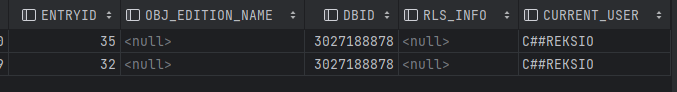 ENTRYID OBJ_EDITION_NAME DBID RLS_INFO CURRENT_USER
35 <null> 3027188878 <null> C##REKSIO
32 <null> 3027188878 <null> C##REKSIO